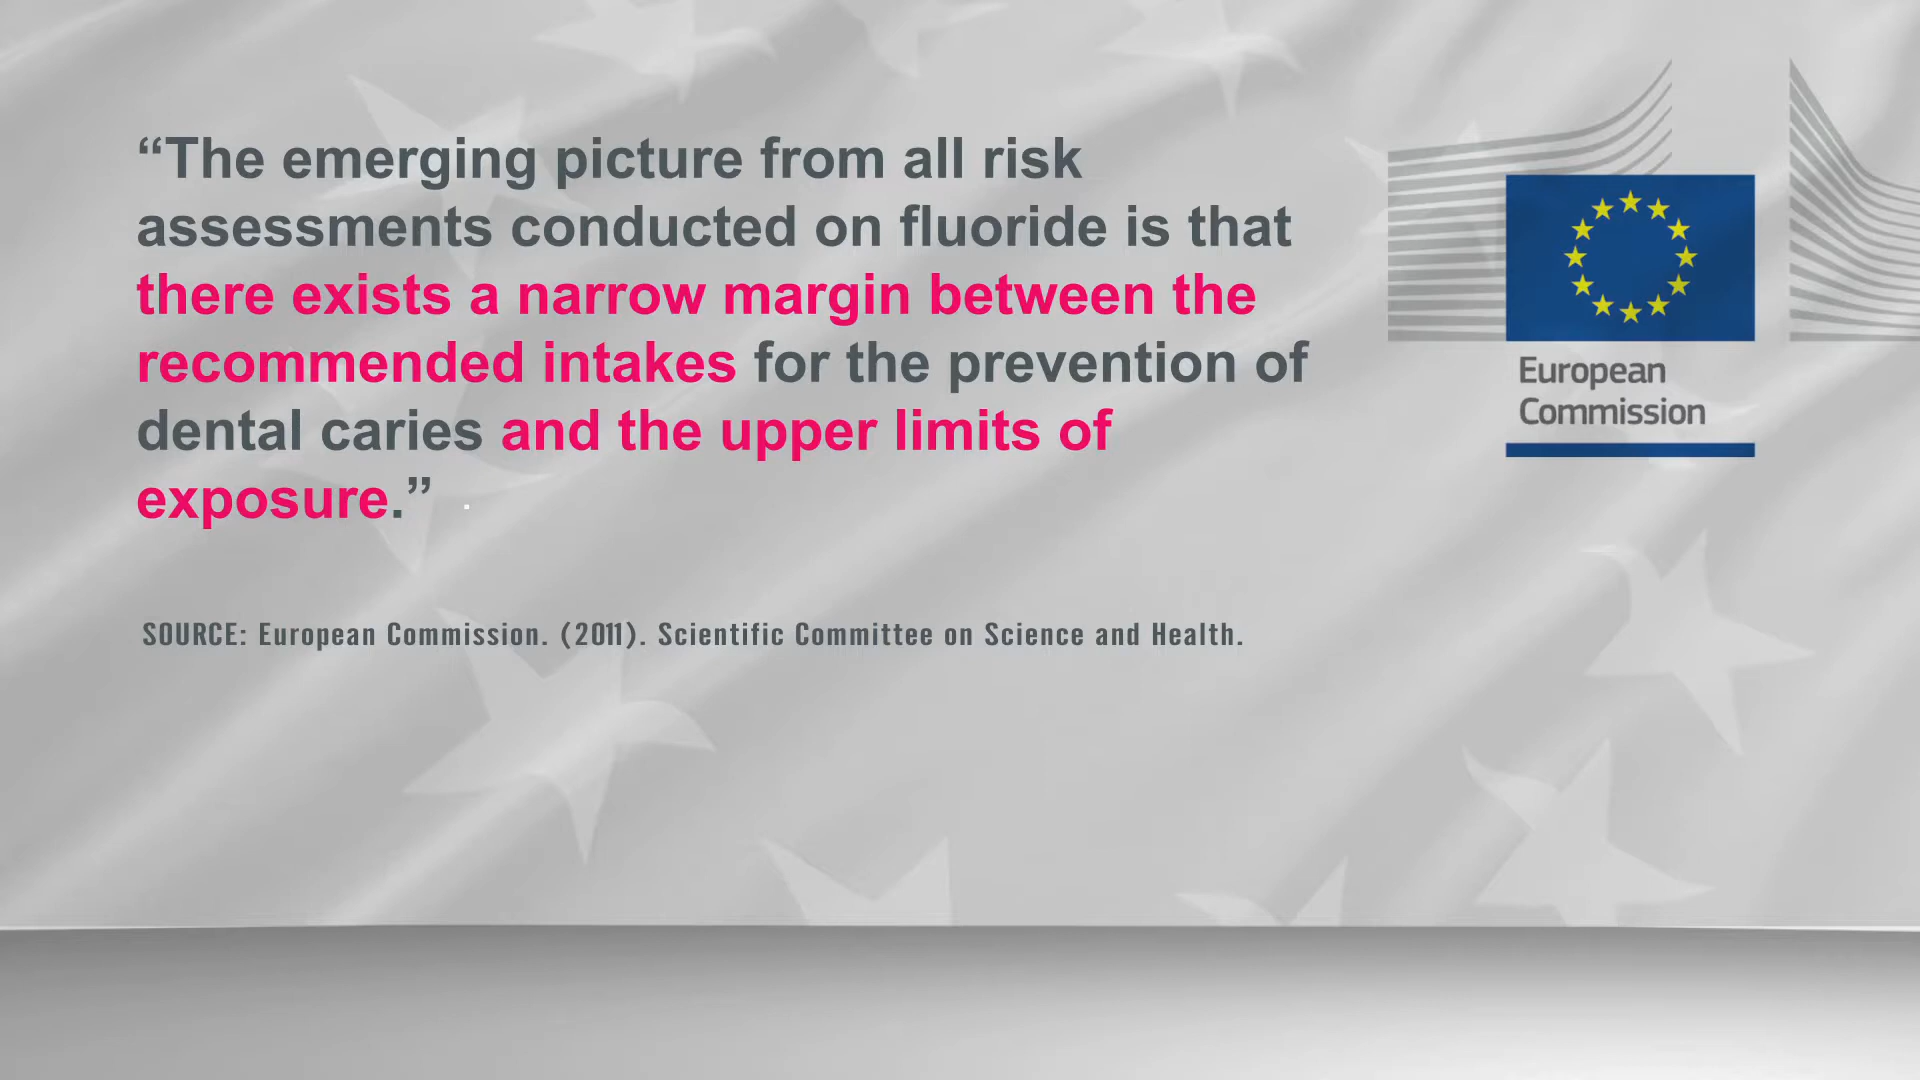 “The emerging picture from all risk
assessments conducted on fluoride is that
there exists a narrow margin between the
recommended intakes for the prevention of
dental caries and the upper limits of
exposure.”
SOURCE: European Commission. (2011). Scientific Committee on Science and Health.
European
Commission